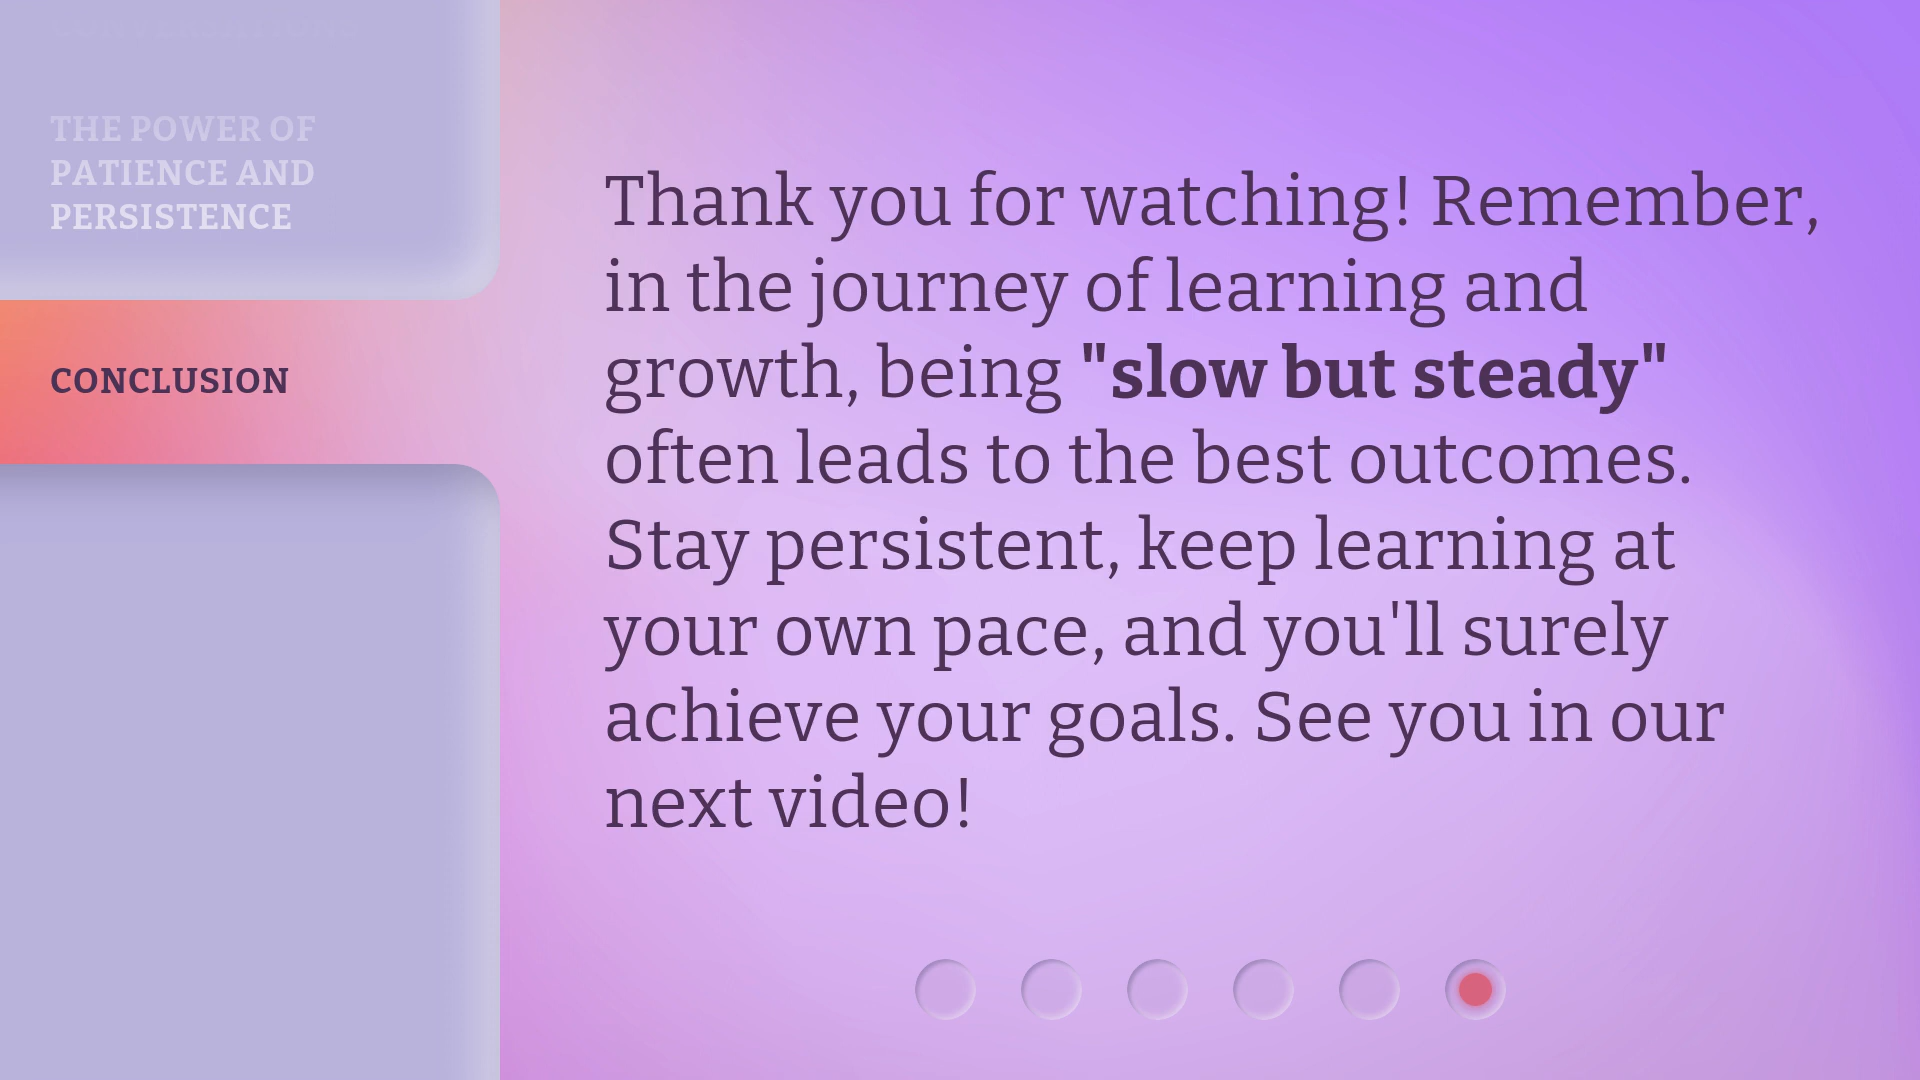 THE POWER OF
PATIENCE AND
PERSISTENCE
CONCLUSION
Thank you for watching! Remember,
in the journey of learning and
growth, being "slow but steady"
often leads to the best outcomes.
Stay persistent, keep learning at
your own pace, and you'll surely
achieve your goals. See you in our
next video!